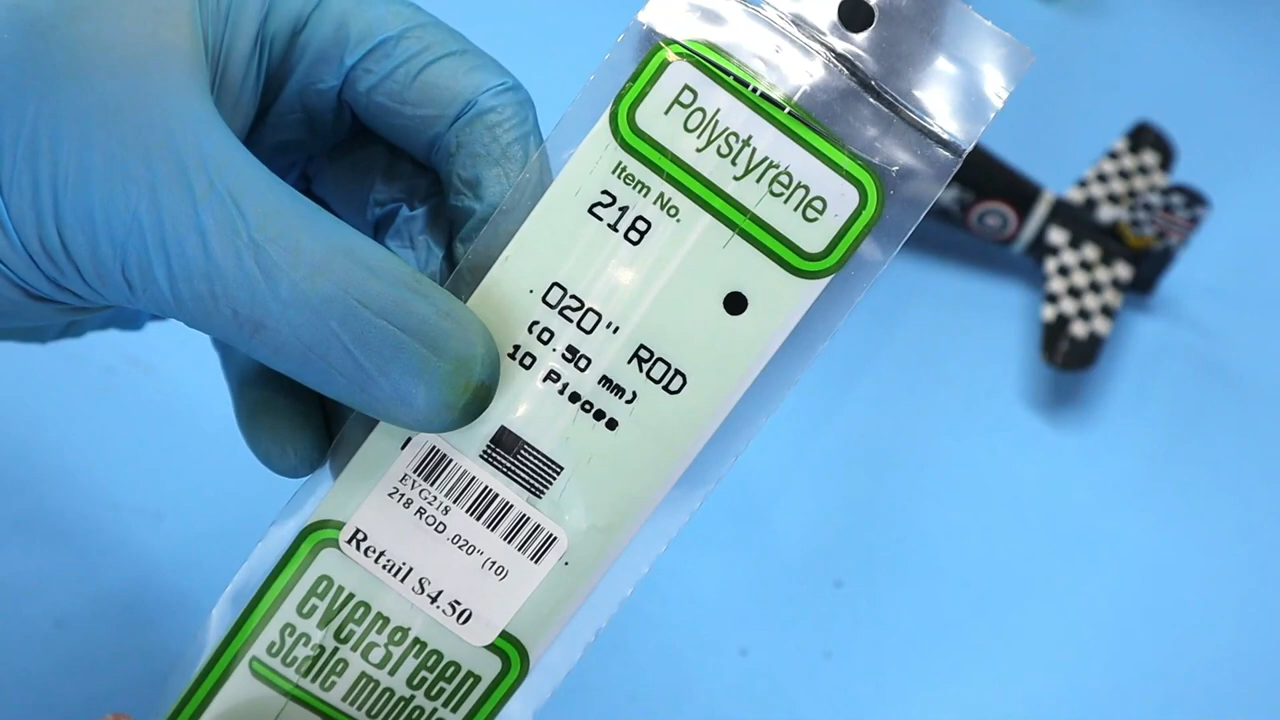 Polystyrene
Item No.
218
.020" ROD
(0.50 mm)
10 Pieces
EVG218
218 ROD .020" (10)
Retail $4.50
evergreen
scale models